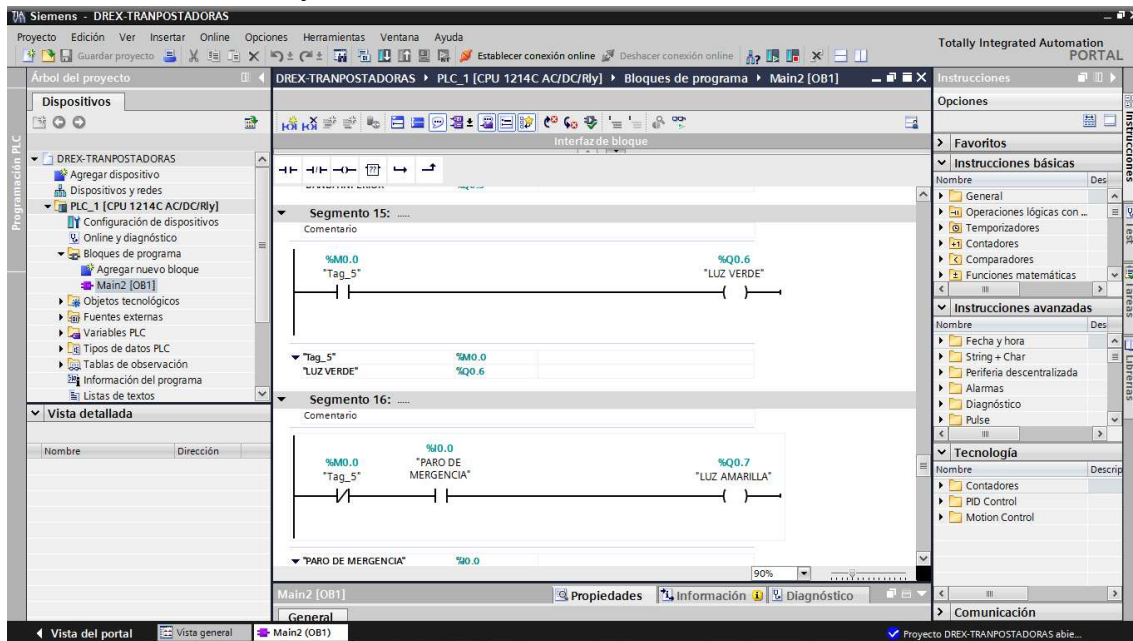 Siemens - DREX-TRANPOSTADORAS
Proyecto Edición Ver Insertar Online Opciones Herramientas Ventana Ayuda
Guardar proyecto Establecer conexión online Deshacer conexión online
Totally Integrated Automation
PORTAL
Árbol del proyecto
DREX-TRANPOSTADORAS PLC_1 [CPU 1214C AC/DC/Rly] Bloques de programa Main2 [OB1]
Instrucciones
Dispositivos
Opciones
Programación PLC
Interfaz de bloque
DREX-TRANPOSTADORAS
Agregar dispositivo
Dispositivos y redes
PLC_1 [CPU 1214C AC/DC/Rly]
Configuración de dispositivos
Online y diagnóstico
Bloques de programa
Agregar nuevo bloque
Main2 [OB1]
Objetos tecnológicos
Fuentes externas
Variables PLC
Tipos de datos PLC
Tablas de observación
Información del programa
Listas de textos
Vista detallada
Nombre Dirección
Segmento 15: .....
Comentario
%M0.0 %Q0.6
"Tag_5" "LUZ VERDE"
"Tag_5" %M0.0
"LUZ VERDE" %Q0.6
Segmento 16: .....
Comentario
%I0.0
%M0.0 "PARO DE %Q0.7
"Tag_5" MERGENCIA" "LUZ AMARILLA"
"PARO DE MERGENCIA" %I0.0
90%
Main2 [OB1] Propiedades Información Diagnóstico
General
Favoritos
Instrucciones básicas
Nombre Des
General
Operaciones lógicas con ...
Temporizadores
Contadores
Comparadores
Funciones matemáticas
Instrucciones avanzadas
Nombre Des
Fecha y hora
String + Char
Periferia descentralizada
Alarmas
Diagnóstico
Pulse
Tecnología
Nombre Descrip
Contadores
PID Control
Motion Control
Comunicación
Instrucciones
Test
Tareas
Librerías
Vista del portal Vista general Main2 (OB1) Proyecto DREX-TRANPOSTADORAS abie...